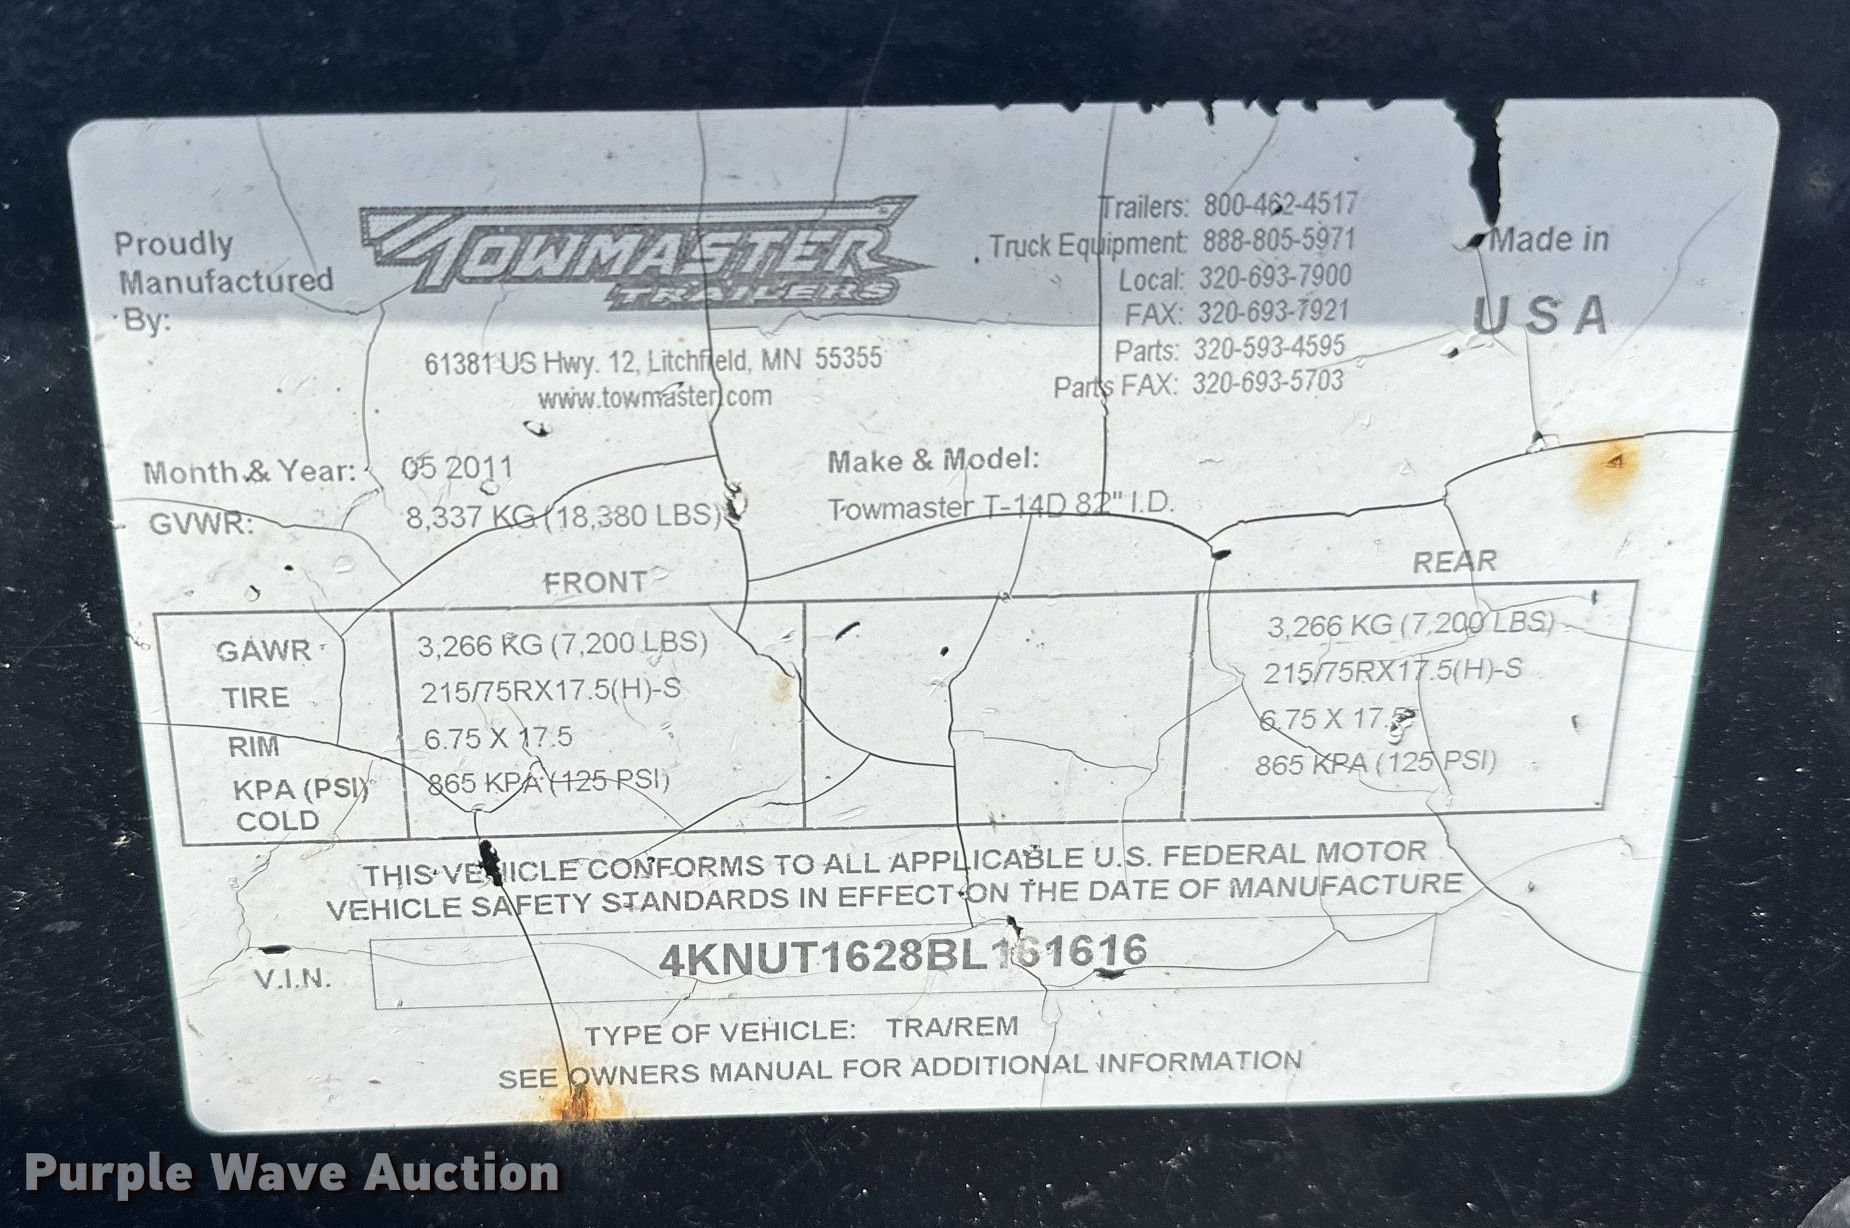 Proudly
Manufactured
By:
TOWMASTER
TRAILERS
61381 US Hwy. 12, Litchfield, MN 55355
www.towmaster.com
Trailers: 800-462-4517
Truck Equipment: 888-805-5971
Local: 320-693-7900
FAX: 320-693-7921
Parts: 320-593-4595
Parts FAX: 320-693-5703
Made in
USA
Month & Year: 05 2011
GVWR: 8,337 KG (18,380 LBS)
Make & Model:
Towmaster T-14D 82" I.D.
FRONT REAR
GAWR 3,266 KG (7,200 LBS) 3,266 KG (7,200 LBS)
TIRE 215/75RX17.5(H)-S 215/75RX17.5(H)-S
RIM 6.75 X 17.5 6.75 X 17.5
KPA (PSI) 865 KPA (125 PSI) 865 KPA (125 PSI)
COLD
THIS VEHICLE CONFORMS TO ALL APPLICABLE U.S. FEDERAL MOTOR
VEHICLE SAFETY STANDARDS IN EFFECT ON THE DATE OF MANUFACTURE
V.I.N. 4KNUT1628BL161616
TYPE OF VEHICLE: TRA/REM
SEE OWNERS MANUAL FOR ADDITIONAL INFORMATION
Purple Wave Auction